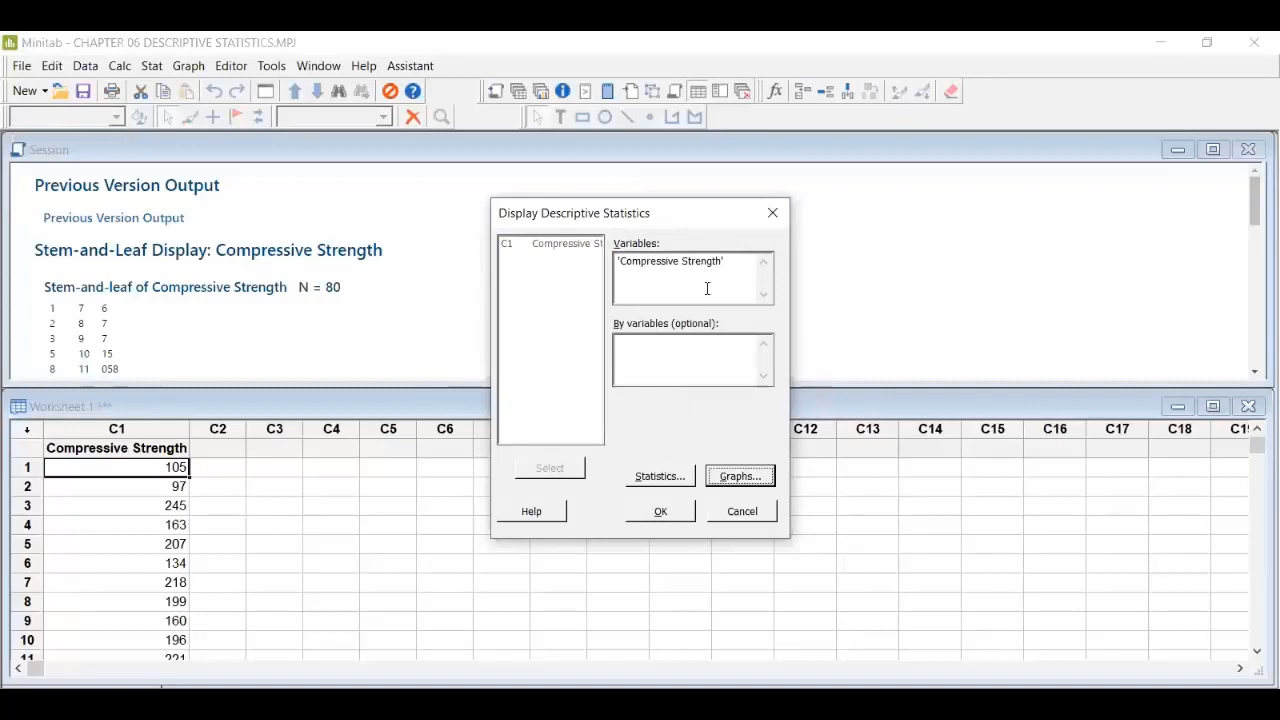 Minitab - CHAPTER 06 DESCRIPTIVE STATISTICS.MPJ
File Edit Data Calc Stat Graph Editor Tools Window Help Assistant
New
Session
Previous Version Output
Previous Version Output
Stem-and-Leaf Display: Compressive Strength
Stem-and-leaf of Compressive Strength N = 80
1 7 6
2 8 7
3 9 7
5 10 15
8 11 058
Display Descriptive Statistics
C1 Compressive St
Variables:
'Compressive Strength'
By variables (optional):
Select
Statistics... Graphs...
Help OK Cancel
Worksheet 1 ***
C1 C2 C3 C4 C5 C6 C12 C13 C14 C15 C16 C17 C18 C19
Compressive Strength
1 105
2 97
3 245
4 163
5 207
6 134
7 218
8 199
9 160
10 196
11 221